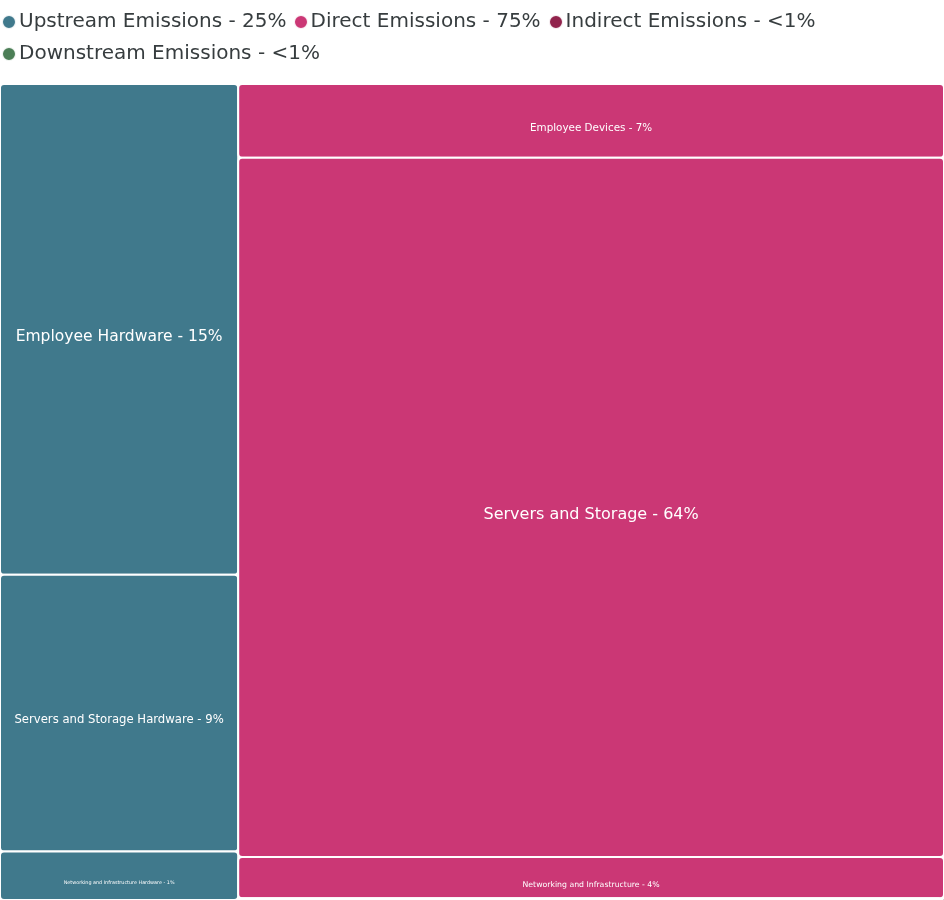 Upstream Emissions - 25% Direct Emissions - 75% Indirect Emissions - <1%
Downstream Emissions - <1%
Employee Devices - 7%
Employee Hardware - 15%
Servers and Storage - 64%
Servers and Storage Hardware - 9%
Networking and Infrastructure Hardware - 1%
Networking and Infrastructure - 4%